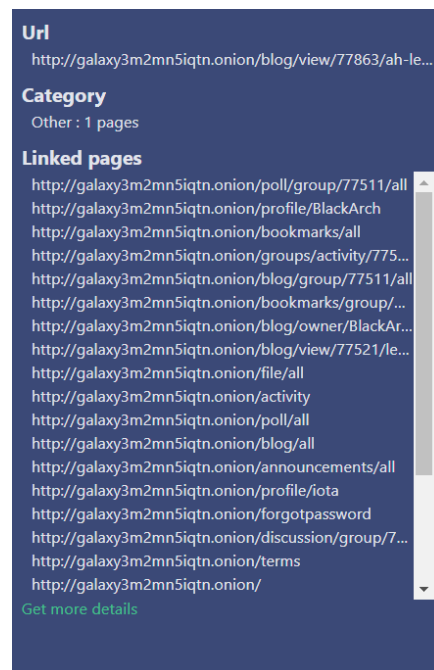 Url
http://galaxy3m2mn5iqtn.onion/blog/view/77863/ah-le...
Category
Other : 1 pages
Linked pages
http://galaxy3m2mn5iqtn.onion/poll/group/77511/all
http://galaxy3m2mn5iqtn.onion/profile/BlackArch
http://galaxy3m2mn5iqtn.onion/bookmarks/all
http://galaxy3m2mn5iqtn.onion/groups/activity/775...
http://galaxy3m2mn5iqtn.onion/blog/group/77511/all
http://galaxy3m2mn5iqtn.onion/bookmarks/group/...
http://galaxy3m2mn5iqtn.onion/blog/owner/BlackAr...
http://galaxy3m2mn5iqtn.onion/blog/view/77521/le...
http://galaxy3m2mn5iqtn.onion/file/all
http://galaxy3m2mn5iqtn.onion/activity
http://galaxy3m2mn5iqtn.onion/poll/all
http://galaxy3m2mn5iqtn.onion/blog/all
http://galaxy3m2mn5iqtn.onion/announcements/all
http://galaxy3m2mn5iqtn.onion/profile/iota
http://galaxy3m2mn5iqtn.onion/forgotpassword
http://galaxy3m2mn5iqtn.onion/discussion/group/7...
http://galaxy3m2mn5iqtn.onion/terms
http://galaxy3m2mn5iqtn.onion/
Get more details